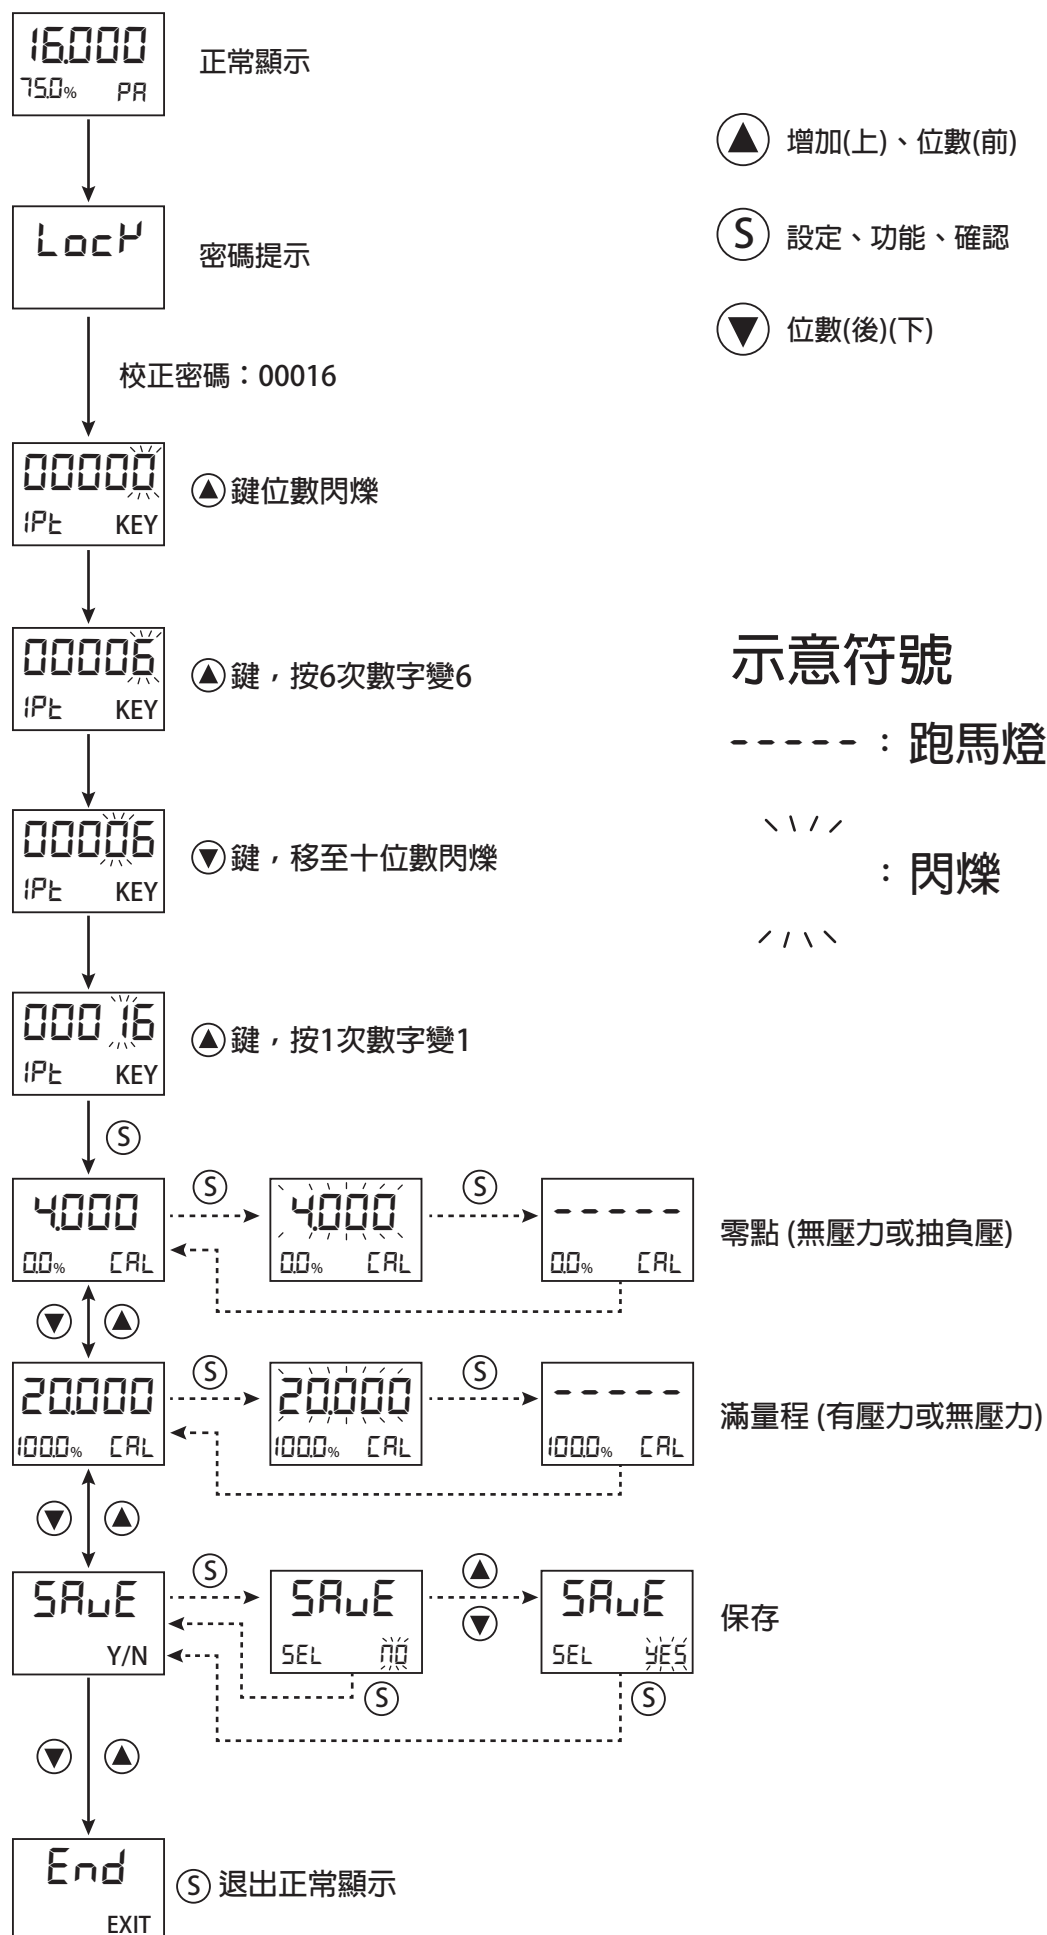 16.000
75.0% PA
正常顯示
▲ 增加(上)、位數(前)
LocK
密碼提示
S 設定、功能、確認
▼ 位數(後)(下)
校正密碼：00016
00000
1Pt KEY
▲鍵位數閃爍
00006
1Pt KEY
▲鍵，按6次數字變6
示意符號
-----：跑馬燈
00006
1Pt KEY
▼鍵，移至十位數閃爍
：閃爍
00016
1Pt KEY
▲鍵，按1次數字變1
S
S S
4.000 4.000 -----
0.0% CAL 0.0% CAL 0.0% CAL
零點 (無壓力或抽負壓)
▼ ▲
S S
20.000 20.000 -----
100.0% CAL 100.0% CAL 100.0% CAL
滿量程 (有壓力或無壓力)
▼ ▲
S ▲
▼
SAvE SAvE SAvE
Y/N SEL NO SEL YES
保存
S S
▼ ▲
End
EXIT
S 退出正常顯示